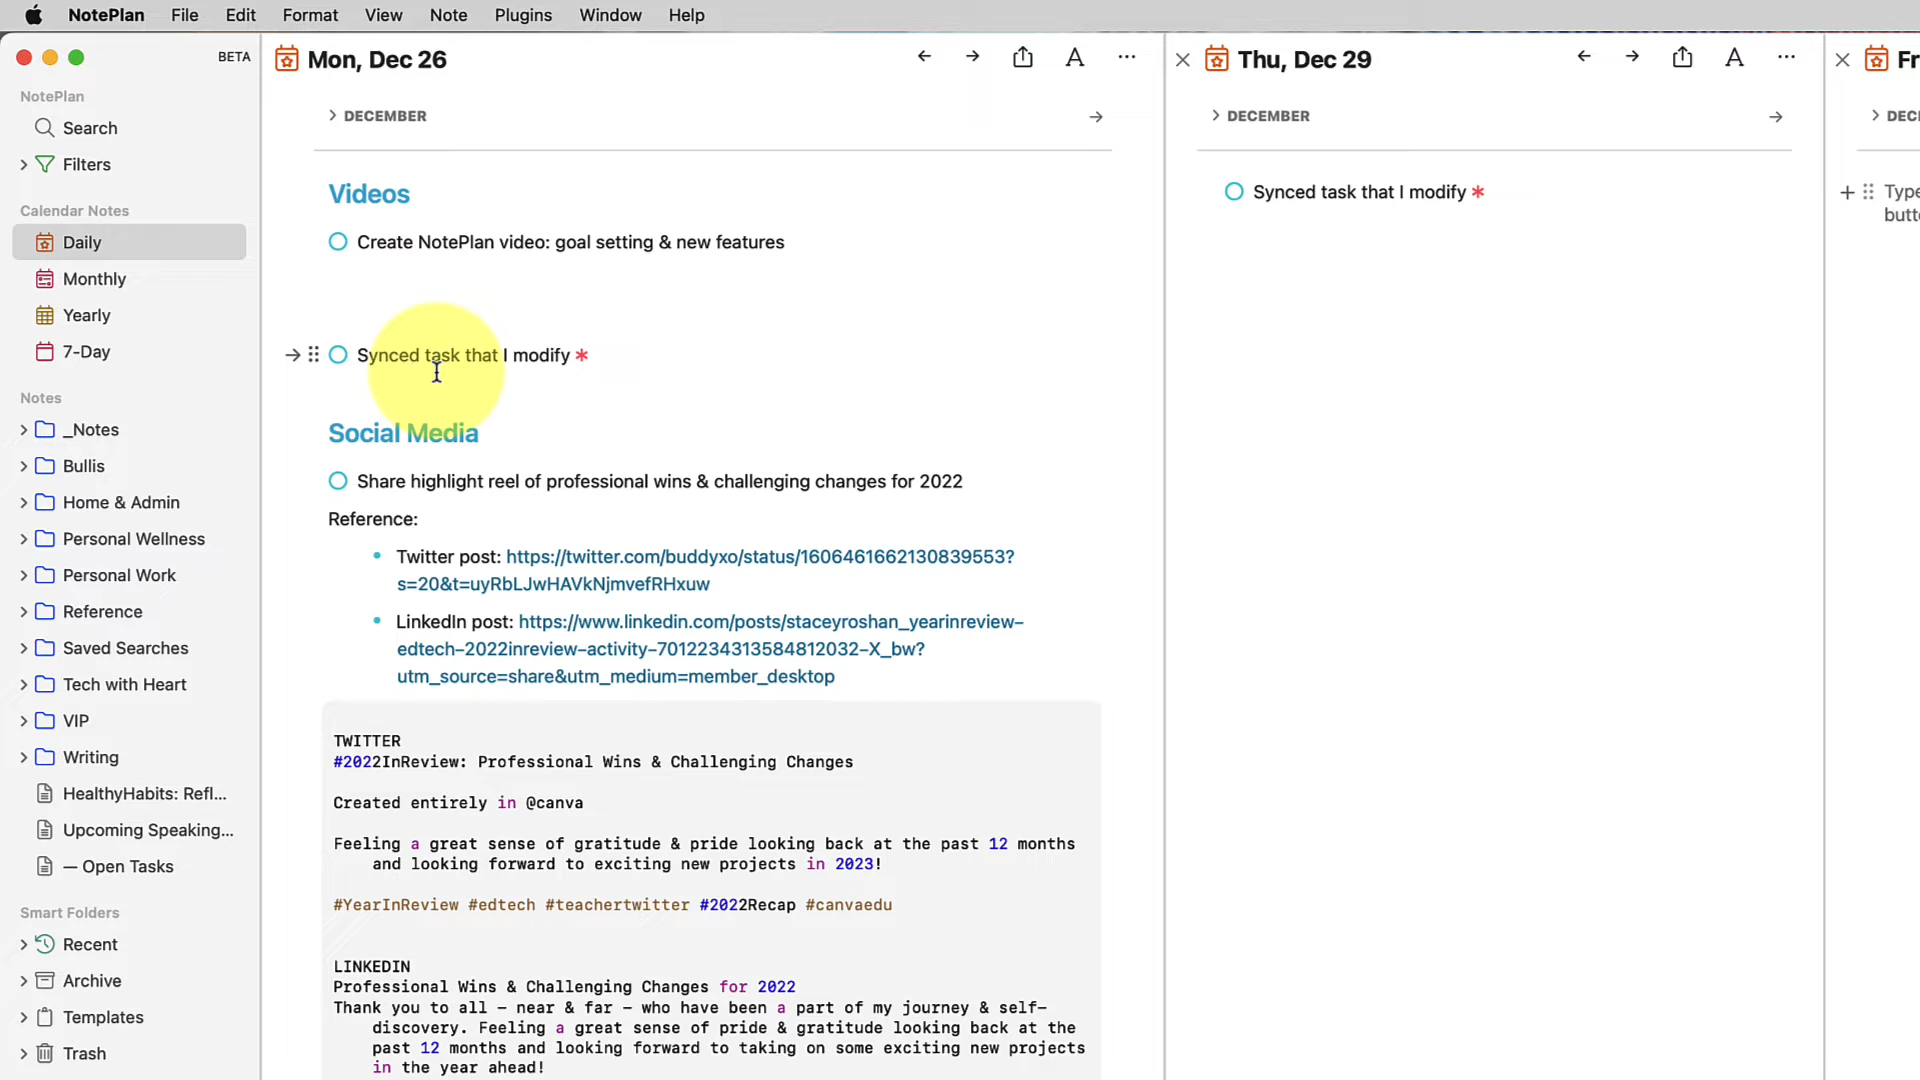 NotePlan File Edit Format View Note Plugins Window Help
BETA
NotePlan
Search
Filters
Calendar Notes
Daily
Monthly
Yearly
7-Day
Notes
_Notes
Bullis
Home & Admin
Personal Wellness
Personal Work
Reference
Saved Searches
Tech with Heart
VIP
Writing
HealthyHabits: Refl...
Upcoming Speaking...
— Open Tasks
Smart Folders
Recent
Archive
Templates
Trash
Mon, Dec 26
DECEMBER
Videos
Create NotePlan video: goal setting & new features
Synced task that I modify *
Social Media
Share highlight reel of professional wins & challenging changes for 2022
Reference:
• Twitter post: https://twitter.com/buddyxo/status/1606461662130839553?
s=20&t=uyRbLJwHAVkNjmvefRHxuw
• LinkedIn post: https://www.linkedin.com/posts/staceyroshan_yearinreview-
edtech-2022inreview-activity-7012234313584812032-X_bw?
utm_source=share&utm_medium=member_desktop
TWITTER
#2022InReview: Professional Wins & Challenging Changes
Created entirely in @canva
Feeling a great sense of gratitude & pride looking back at the past 12 months
and looking forward to exciting new projects in 2023!
#YearInReview #edtech #teachertwitter #2022Recap #canvaedu
LINKEDIN
Professional Wins & Challenging Changes for 2022
Thank you to all - near & far - who have been a part of my journey & self-
discovery. Feeling a great sense of pride & gratitude looking back at the
past 12 months and looking forward to taking on some exciting new projects
in the year ahead!
Thu, Dec 29
DECEMBER
Synced task that I modify *
Fr
DEC
Type
butt